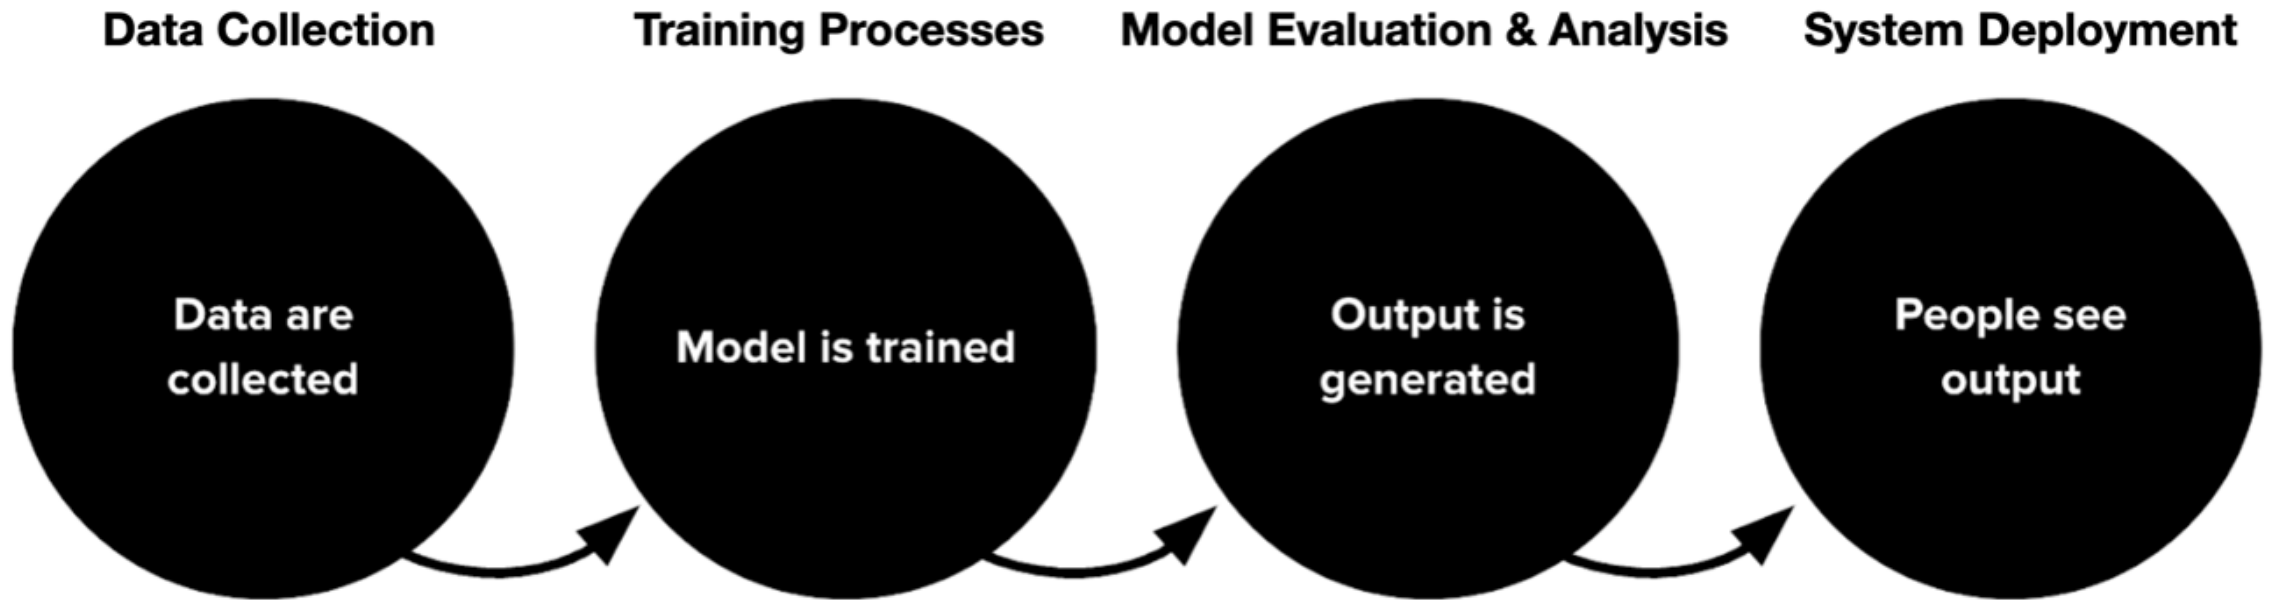 Data Collection
Training Processes
Model Evaluation & Analysis
System Deployment
Data are
collected
Model is trained
Output is
generated
People see
output